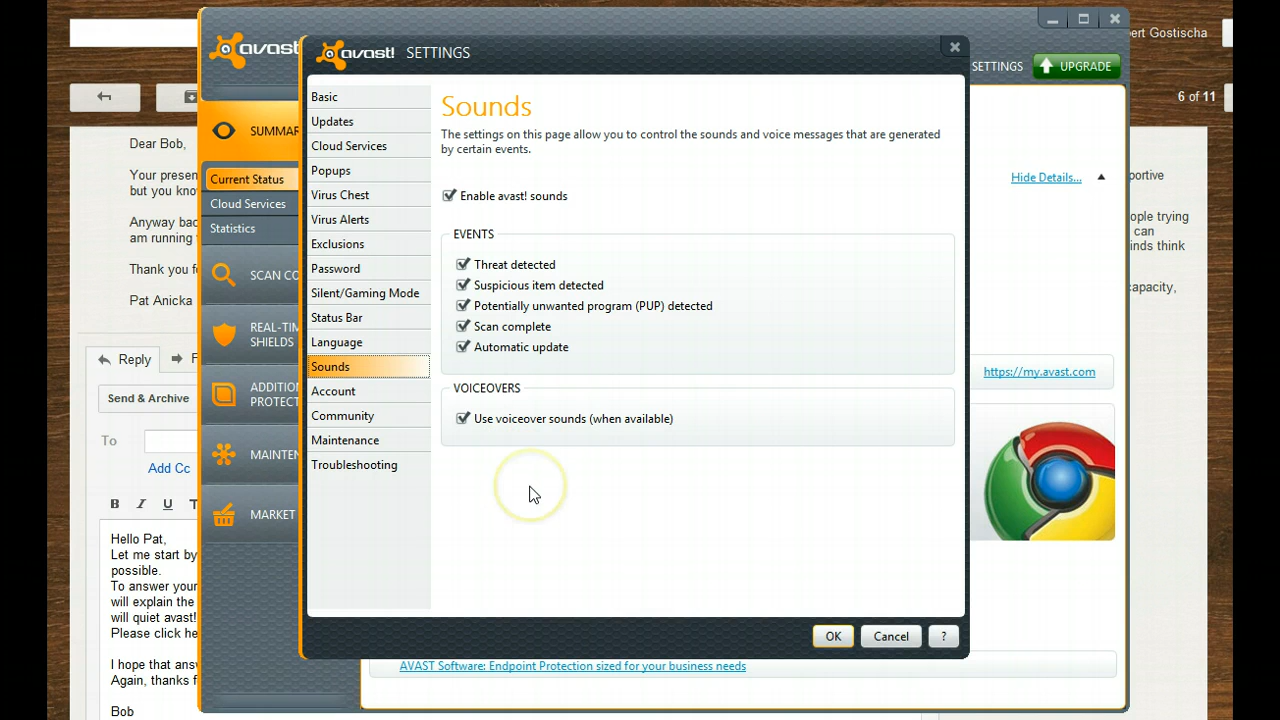 avast!
avast! SETTINGS
SETTINGS
UPGRADE
ert Gostischa
6 of 11
SUMMAR
Current Status
Cloud Services
Statistics
SCAN CO
REAL-TIM
SHIELDS
ADDITION
PROTECT
MAINTEN
MARKET
Basic
Updates
Cloud Services
Popups
Virus Chest
Virus Alerts
Exclusions
Password
Silent/Gaming Mode
Status Bar
Language
Sounds
Account
Community
Maintenance
Troubleshooting
Sounds
The settings on this page allow you to control the sounds and voice messages that are generated
by certain events.
Enable avast! sounds
EVENTS
Threat detected
Suspicious item detected
Potentially unwanted program (PUP) detected
Scan complete
Automatic update
VOICEOVERS
Use voiceover sounds (when available)
OK
Cancel
?
Hide Details...
https://my.avast.com
AVAST Software: Endpoint Protection sized for your business needs
Dear Bob,
Your presen
but you know
Anyway bac
am running
Thank you f
Pat Anicka
portive
ople trying
can
inds think
capacity,
Reply
F
Send & Archive
To
Add Cc
B I U T
Hello Pat,
Let me start by
possible.
To answer your
will explain the
will quiet avast!
Please click he
I hope that answ
Again, thanks f
Bob